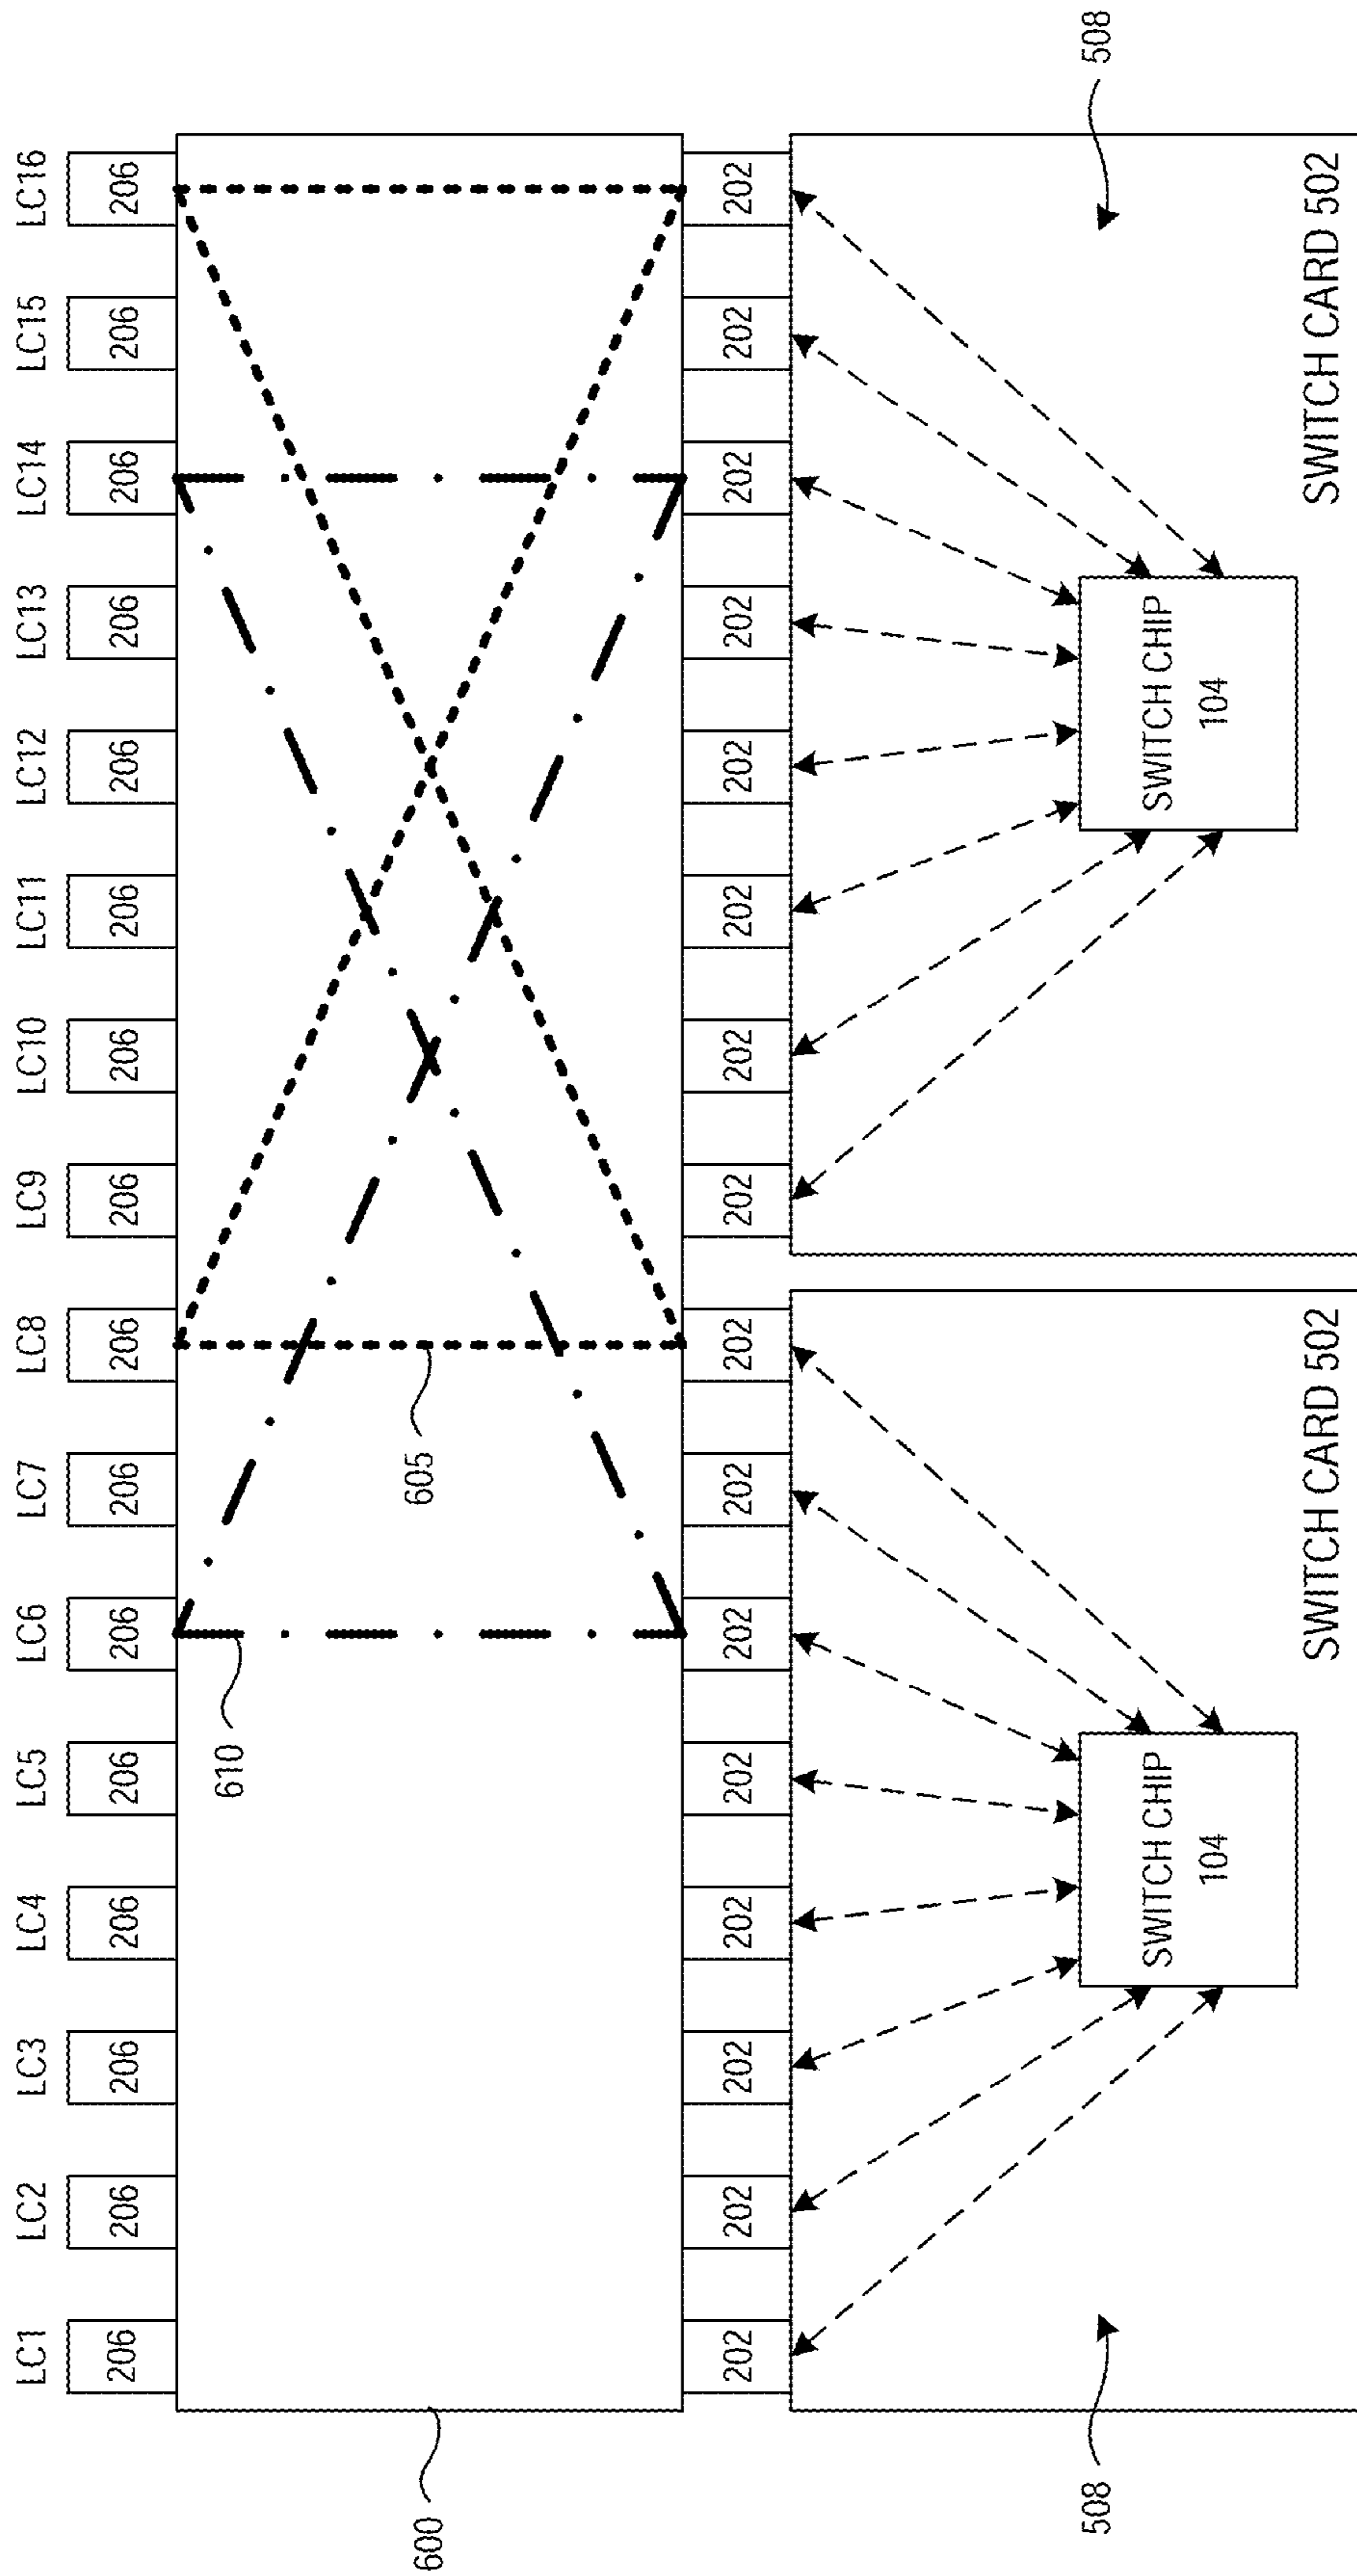 LC1 LC2 LC3 LC4 LC5 LC6 LC7 LC8 LC9 LC10 LC11 LC12 LC13 LC14 LC15 LC16
206 206 206 206 206 206 206 206 206 206 206 206 206 206 206 206
610
605
600
202 202 202 202 202 202 202 202 202 202 202 202 202 202 202 202
508
508
SWITCH CHIP
104
SWITCH CARD 502
SWITCH CHIP
104
SWITCH CARD 502